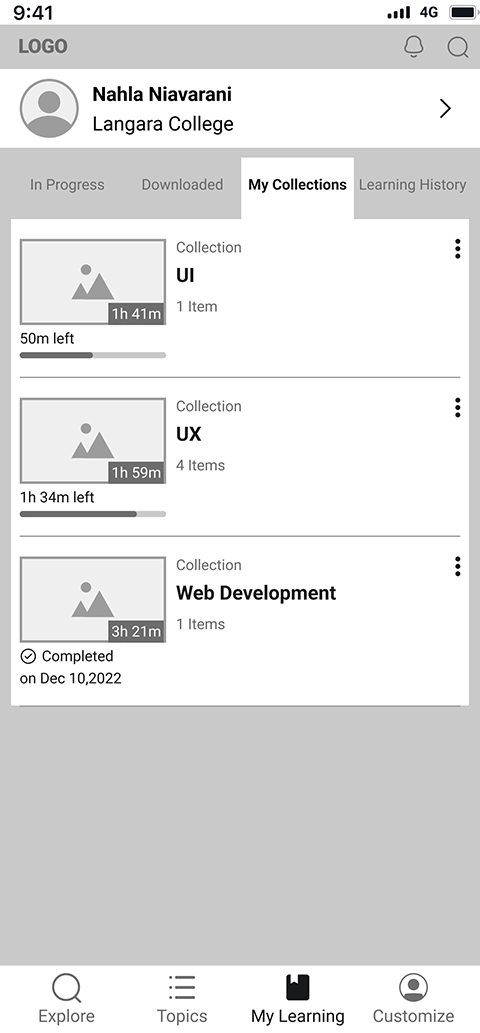 9:41
4G
LOGO
Nahla Niavarani
Langara College
In Progress
Downloaded
My Collections
Learning History
Collection
UI
1 Item
1h 41m
50m left
Collection
UX
4 Items
1h 59m
1h 34m left
Collection
Web Development
1 Items
3h 21m
Completed
on Dec 10,2022
Explore
Topics
My Learning
Customize